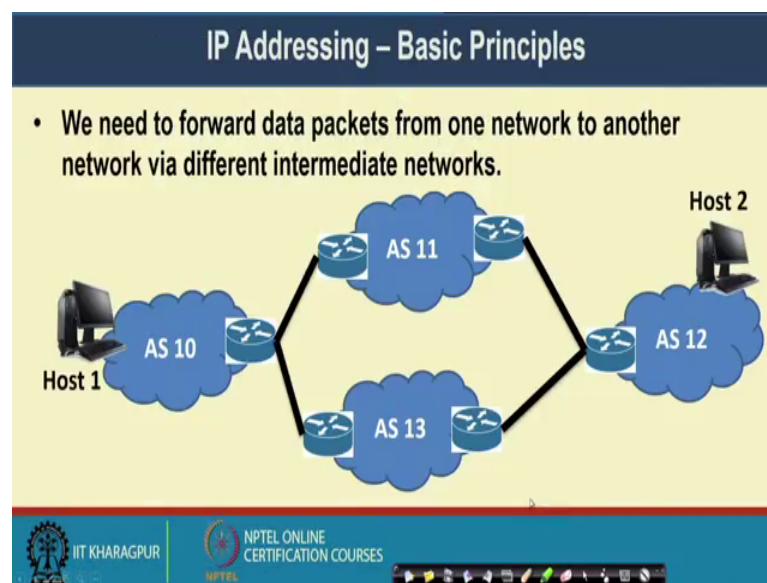 IP Addressing – Basic Principles
• We need to forward data packets from one network to another
network via different intermediate networks.
Host 2
AS 11
AS 10
AS 12
Host 1
AS 13
IIT KHARAGPUR
NPTEL ONLINE
CERTIFICATION COURSES
NPTEL